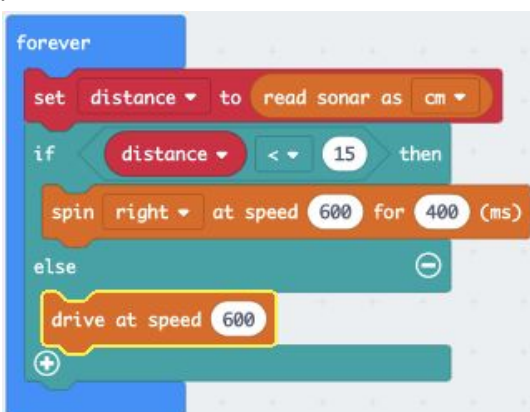 forever
set distance to read sonar as cm
if distance < 15 then
spin right at speed 600 for 400 (ms)
else
drive at speed 600